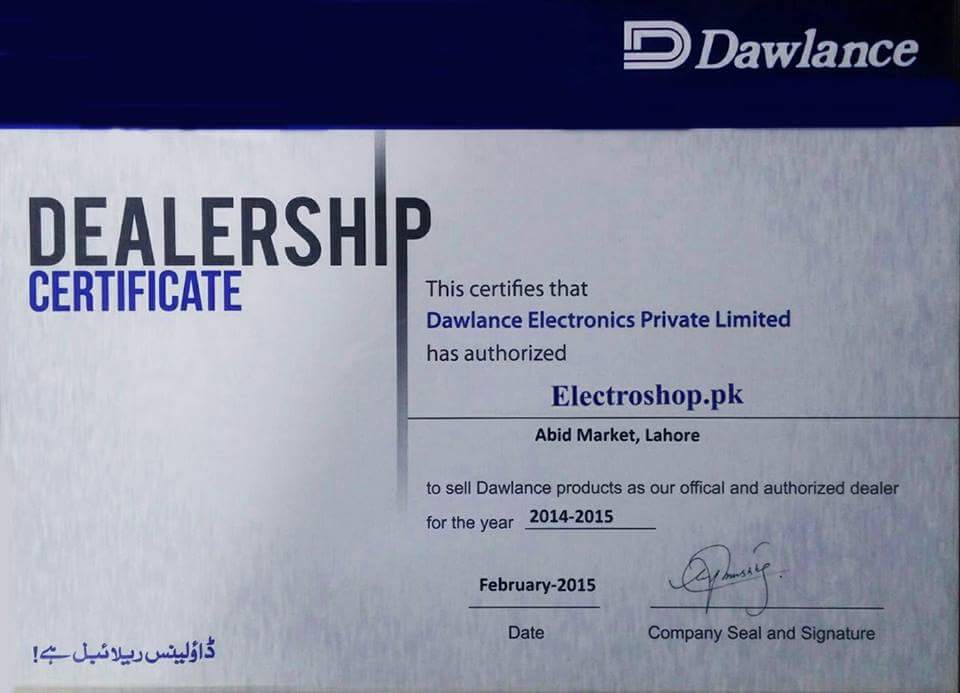 Dawlance
DEALERSHIP
CERTIFICATE
This certifies that
Dawlance Electronics Private Limited
has authorized
Electroshop.pk
Abid Market, Lahore
to sell Dawlance products as our offical and authorized dealer
for the year 2014-2015
February-2015
Date
Company Seal and Signature
ڈاؤلینس ریلائبل ہے!